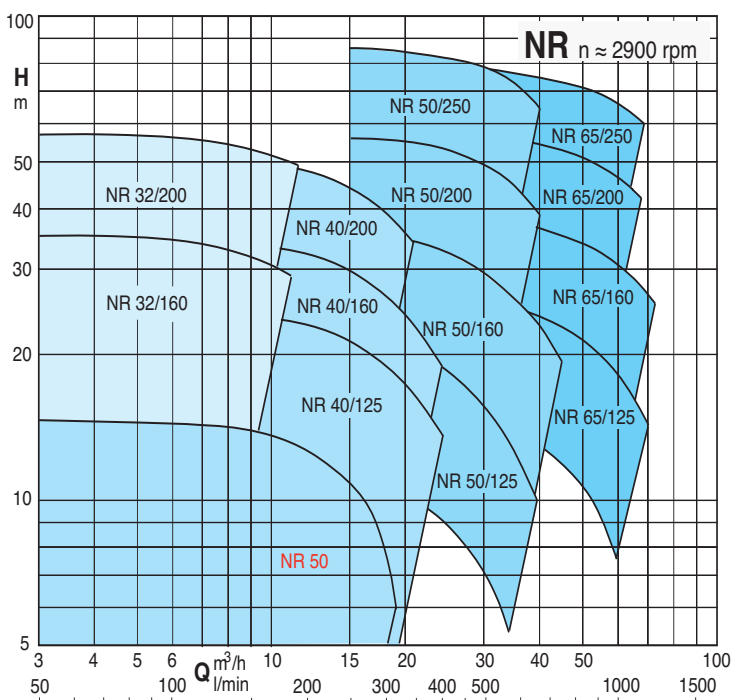 100
NR n ≈ 2900 rpm
H
m
NR 50/250
NR 65/250
50
NR 32/200
NR 50/200
NR 65/200
40
NR 40/200
30
NR 32/160
NR 40/160
NR 65/160
NR 50/160
20
NR 40/125
NR 65/125
NR 50/125
10
NR 50
5
3 4 5 6 Q m³/h 10 15 20 30 40 50 100
50 100 l/min 200 300 400 500 1000 1500